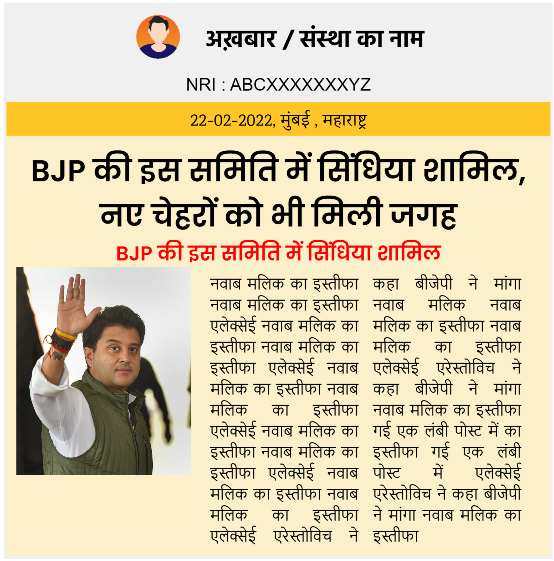 अख़बार / संस्था का नाम
NRI : ABCXXXXXXXYZ
22-02-2022, मुंबई , महाराष्ट्र
BJP की इस समिति में सिंधिया शामिल,
नए चेहरों को भी मिली जगह
BJP की इस समिति में सिंधिया शामिल
नवाब मलिक का इस्तीफा
नवाब मलिक का इस्तीफा
एलेक्सेई नवाब मलिक का
इस्तीफा नवाब मलिक का
इस्तीफा एलेक्सेई नवाब
मलिक का इस्तीफा नवाब
मलिक का इस्तीफा
एलेक्सेई नवाब मलिक का
इस्तीफा नवाब मलिक का
इस्तीफा एलेक्सेई नवाब
मलिक का इस्तीफा नवाब
मलिक का इस्तीफा
एलेक्सेई एरेस्तोविच ने
कहा बीजेपी ने मांगा
नवाब मलिक नवाब
मलिक का इस्तीफा नवाब
मलिक का इस्तीफा
एलेक्सेई एरेस्तोविच ने
कहा बीजेपी ने मांगा
नवाब मलिक का इस्तीफा
गई एक लंबी पोस्ट में का
इस्तीफा गई एक लंबी
पोस्ट में एलेक्सेई
एरेस्तोविच ने कहा बीजेपी
ने मांगा नवाब मलिक का
इस्तीफा